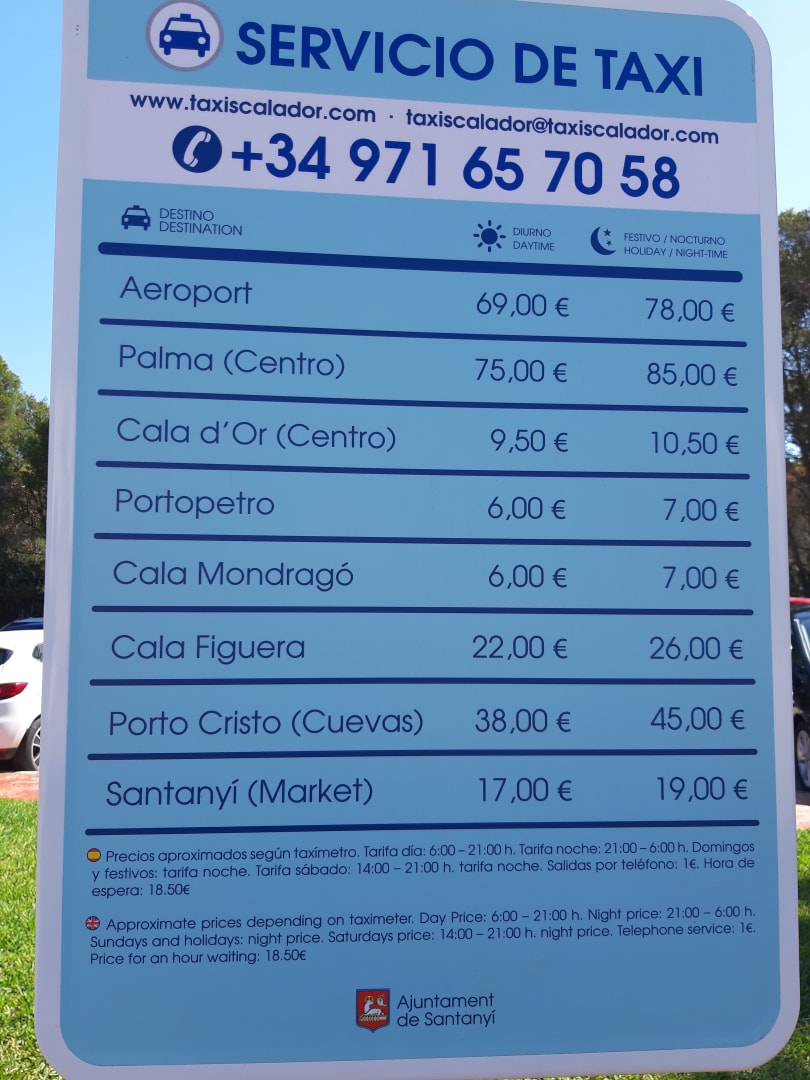 SERVICIO DE TAXI
www.taxiscalador.com · taxiscalador@taxiscalador.com
+34 971 65 70 58
DESTINO DIURNO FESTIVO / NOCTURNO
DESTINATION DAYTIME HOLIDAY / NIGHT-TIME
Aeroport 69,00 € 78,00 €
Palma (Centro) 75,00 € 85,00 €
Cala d'Or (Centro) 9,50 € 10,50 €
Portopetro 6,00 € 7,00 €
Cala Mondragó 6,00 € 7,00 €
Cala Figuera 22,00 € 26,00 €
Porto Cristo (Cuevas) 38,00 € 45,00 €
Santanyí (Market) 17,00 € 19,00 €
Precios aproximados según taxímetro. Tarifa día: 6:00 – 21:00 h. Tarifa noche: 21:00 – 6:00 h. Domingos
y festivos: tarifa noche. Tarifa sábado: 14:00 – 21:00 h. tarifa noche. Salidas por teléfono: 1€. Hora de
espera: 18.50€
Approximate prices depending on taximeter. Day Price: 6:00 – 21:00 h. Night price: 21:00 – 6:00 h.
Sundays and holidays: night price. Saturdays price: 14:00 – 21:00 h. night price. Telephone service: 1€.
Price for an hour waiting: 18.50€
Ajuntament
de Santanyí